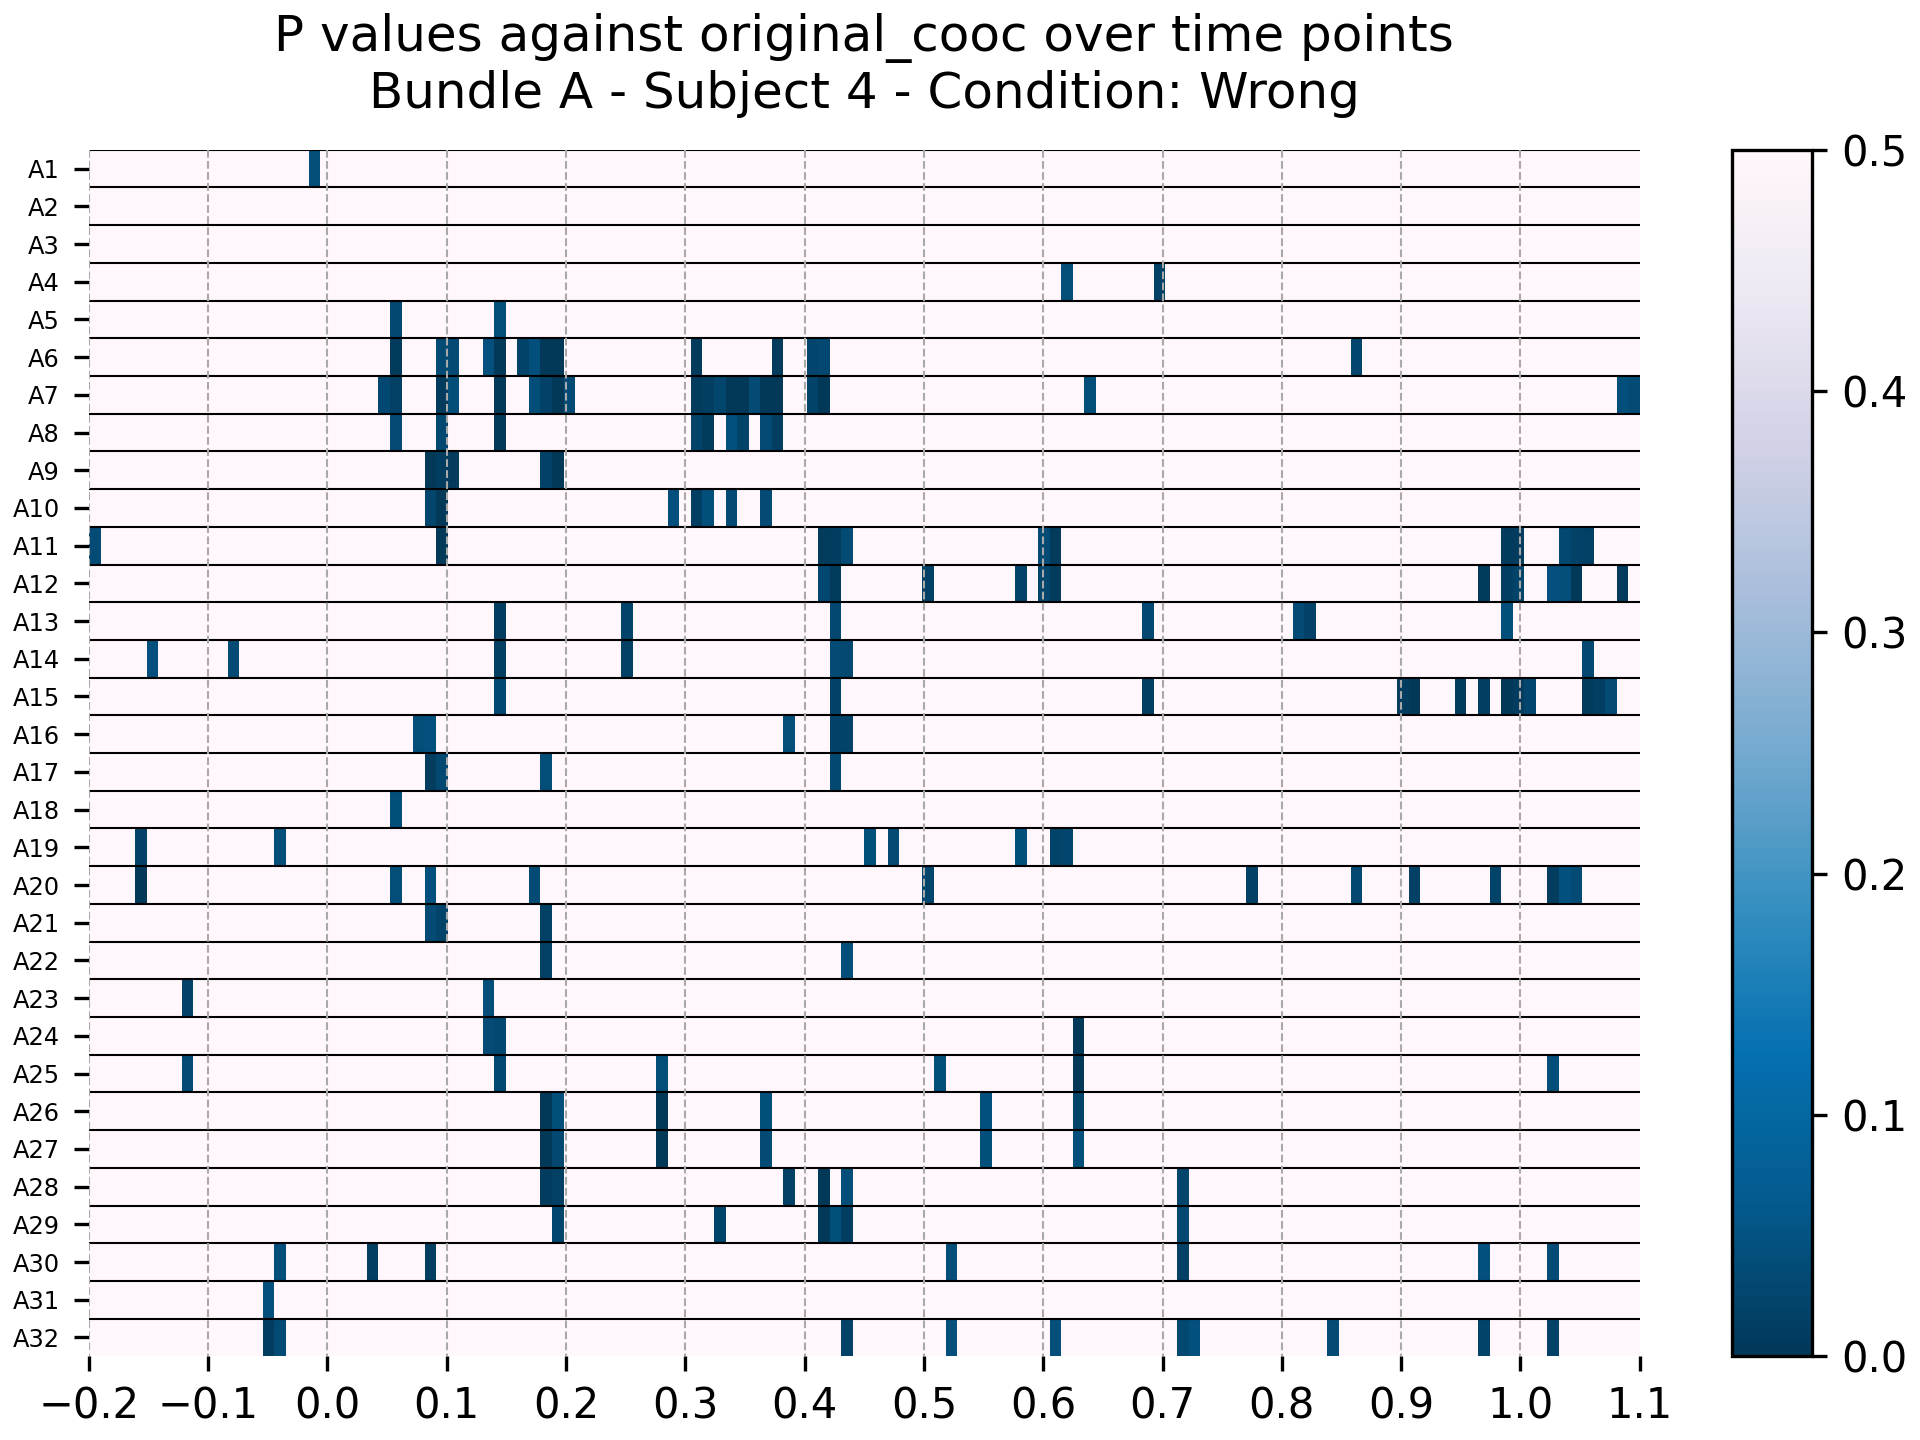 P values against original_cooc over time points
Bundle A - Subject 4 - Condition: Wrong
A1
A2
A3
A4
A5
A6
A7
A8
A9
A10
A11
A12
A13
A14
A15
A16
A17
A18
A19
A20
A21
A22
A23
A24
A25
A26
A27
A28
A29
A30
A31
A32
−0.2 −0.1 0.0 0.1 0.2 0.3 0.4 0.5 0.6 0.7 0.8 0.9 1.0 1.1
0.5
0.4
0.3
0.2
0.1
0.0